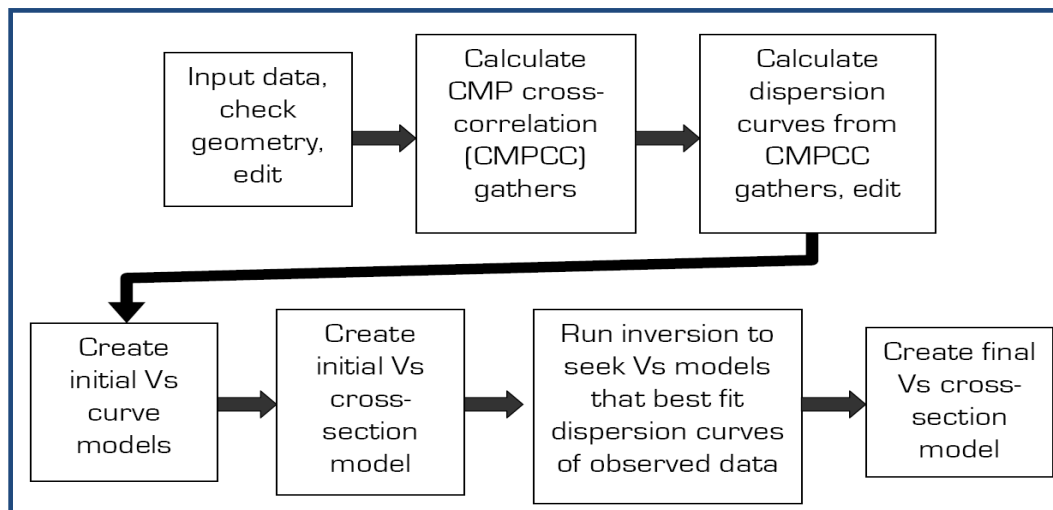 Input data,
check
geometry,
edit
Calculate
CMP cross-
correlation
(CMPCC)
gathers
Calculate
dispersion
curves from
CMPCC
gathers, edit
Create
initial Vs
curve
models
Create
initial Vs
cross-
section
model
Run inversion to
seek Vs models
that best fit
dispersion curves
of observed data
Create final
Vs cross-
section
model